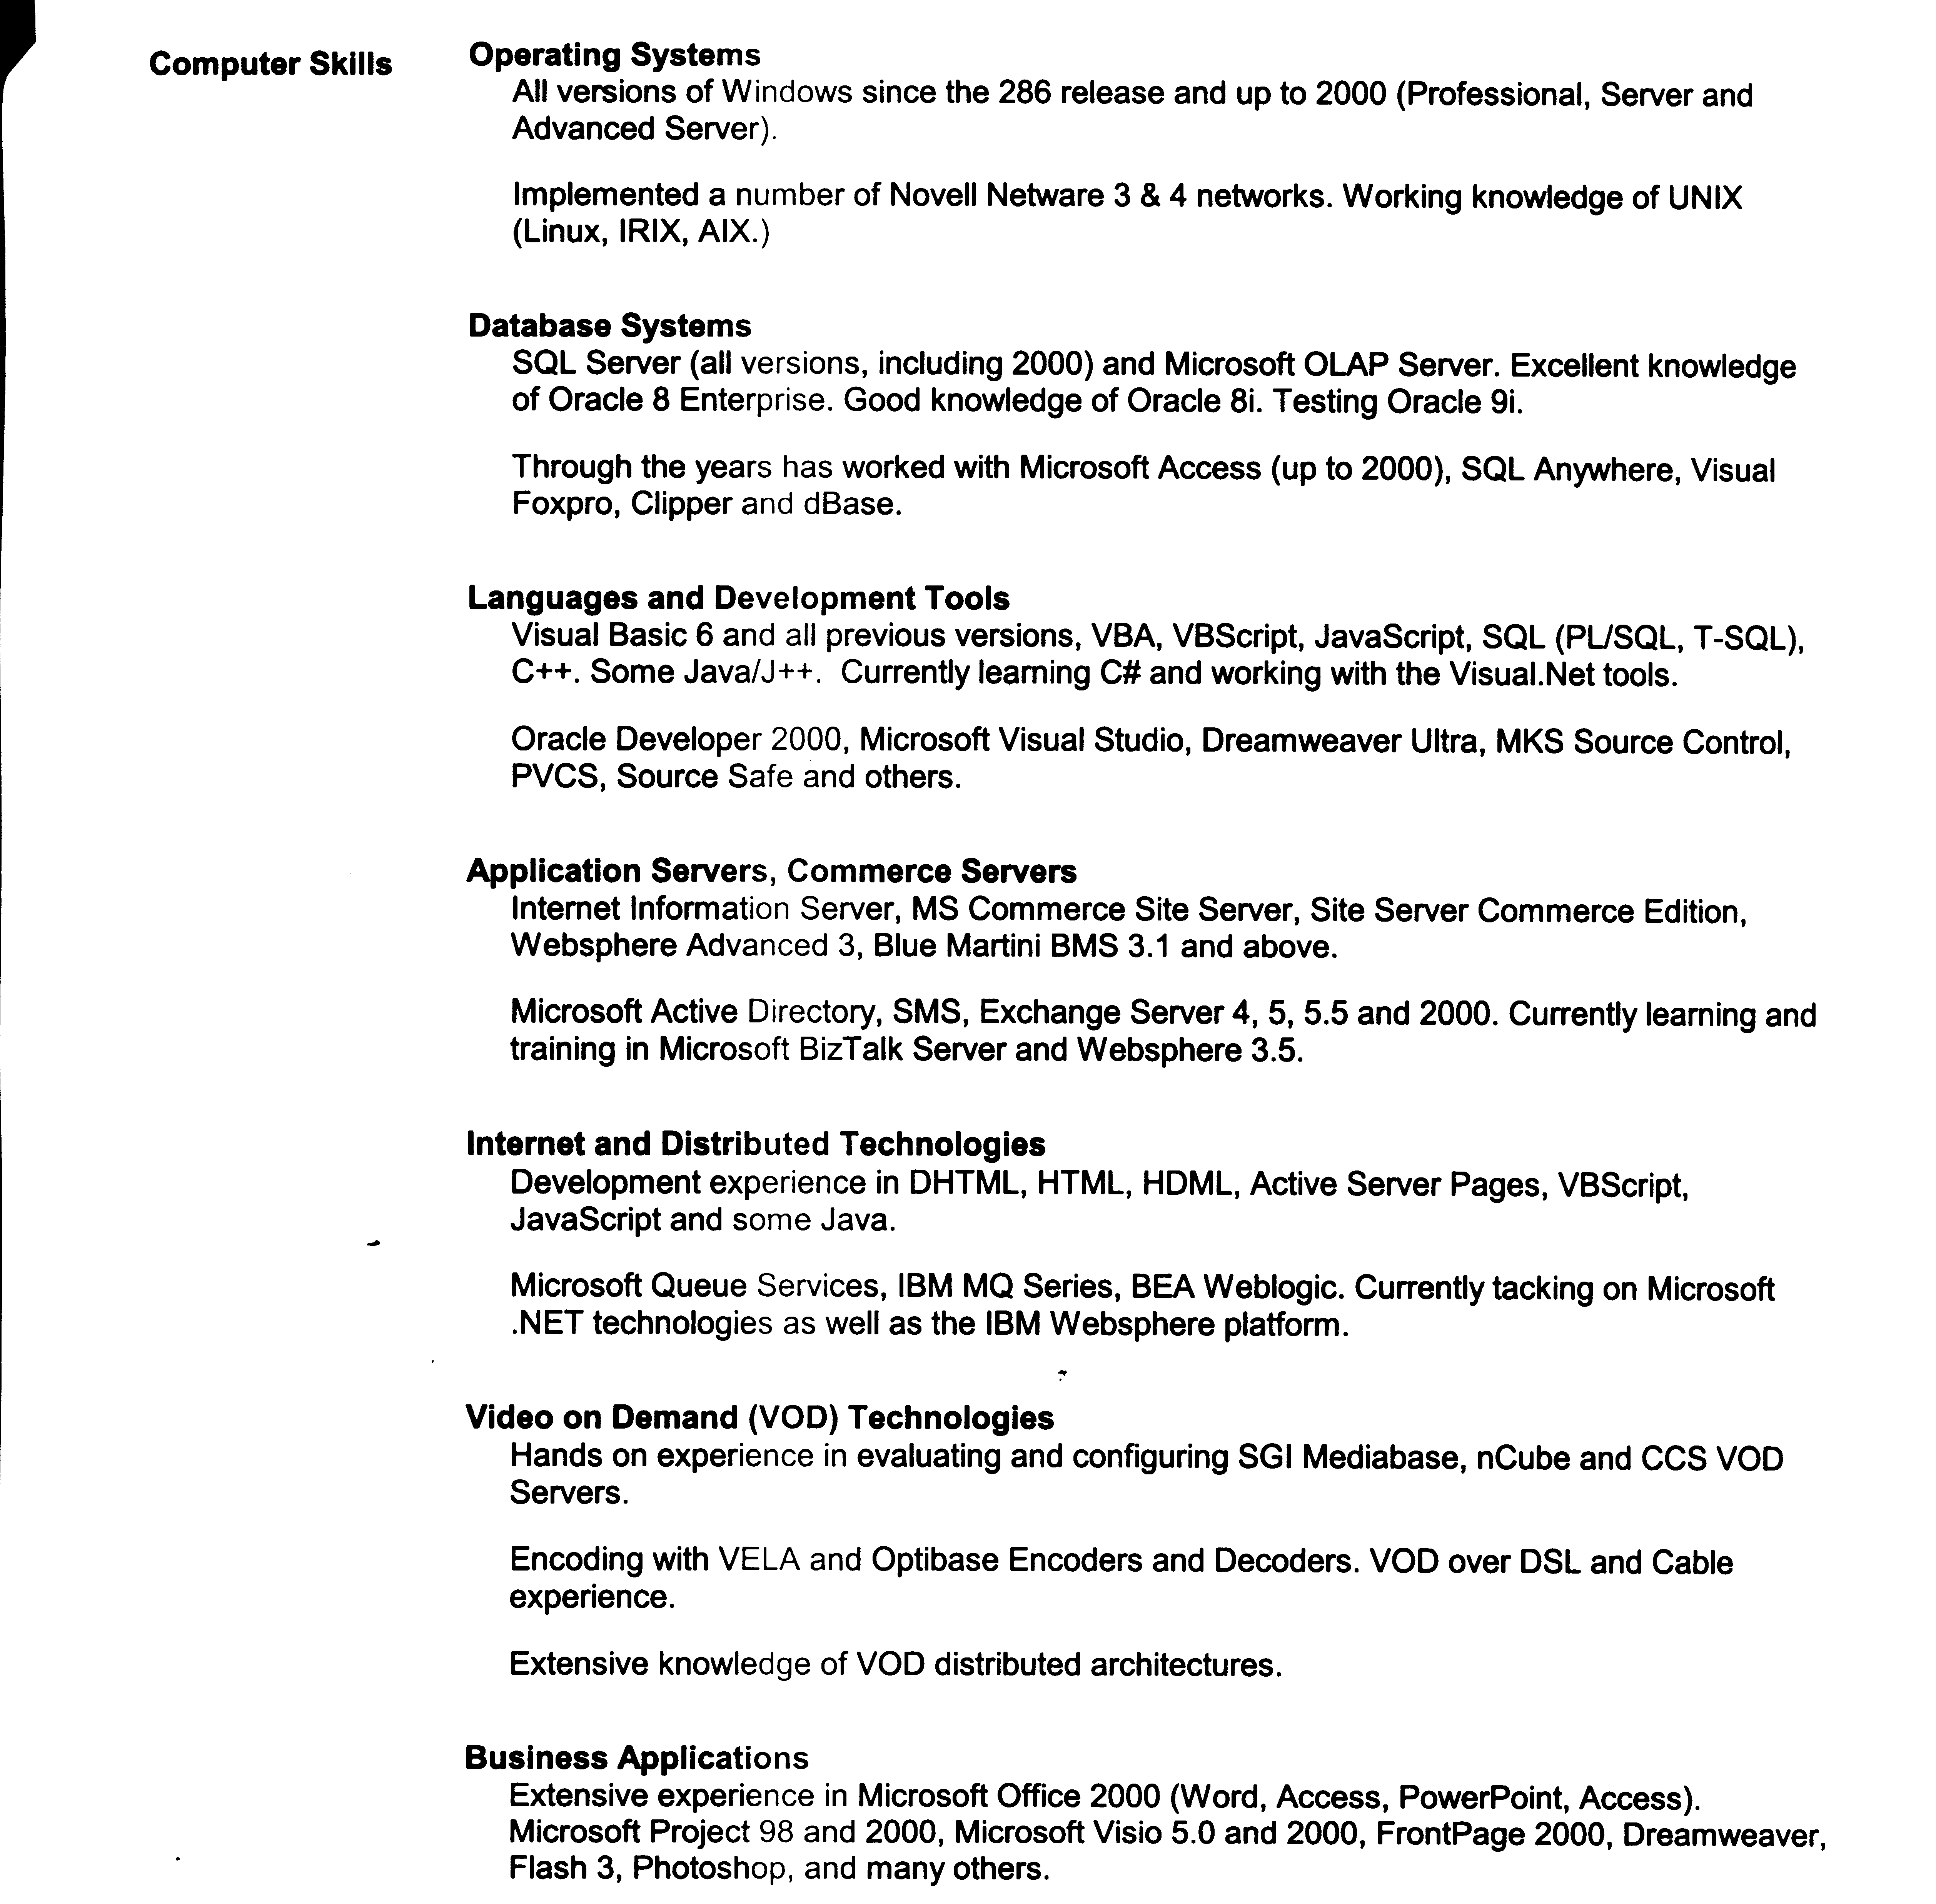 Computer Skills
Operating Systems
All versions of Windows since the 286 release and up to 2000 (Professional, Server and
Advanced Server).
Implemented a number of Novell Netware 3 & 4 networks. Working knowledge of UNIX
(Linux, IRIX, AIX.)
Database Systems
SQL Server (all versions, including 2000) and Microsoft OLAP Server. Excellent knowledge
of Oracle 8 Enterprise. Good knowledge of Oracle 8i. Testing Oracle 9i.
Through the years has worked with Microsoft Access (up to 2000), SQL Anywhere, Visual
Foxpro, Clipper and dBase.
Languages and Development Tools
Visual Basic 6 and all previous versions, VBA, VBScript, JavaScript, SQL (PL/SQL, T-SQL),
C++. Some Java/J++.  Currently learning C# and working with the Visual.Net tools.
Oracle Developer 2000, Microsoft Visual Studio, Dreamweaver Ultra, MKS Source Control,
PVCS, Source Safe and others.
Application Servers, Commerce Servers
Internet Information Server, MS Commerce Site Server, Site Server Commerce Edition,
Websphere Advanced 3, Blue Martini BMS 3.1 and above.
Microsoft Active Directory, SMS, Exchange Server 4, 5, 5.5 and 2000. Currently learning and
training in Microsoft BizTalk Server and Websphere 3.5.
Internet and Distributed Technologies
Development experience in DHTML, HTML, HDML, Active Server Pages, VBScript,
JavaScript and some Java.
Microsoft Queue Services, IBM MQ Series, BEA Weblogic. Currently tacking on Microsoft
.NET technologies as well as the IBM Websphere platform.
Video on Demand (VOD) Technologies
Hands on experience in evaluating and configuring SGI Mediabase, nCube and CCS VOD
Servers.
Encoding with VELA and Optibase Encoders and Decoders. VOD over DSL and Cable
experience.
Extensive knowledge of VOD distributed architectures.
Business Applications
Extensive experience in Microsoft Office 2000 (Word, Access, PowerPoint, Access).
Microsoft Project 98 and 2000, Microsoft Visio 5.0 and 2000, FrontPage 2000, Dreamweaver,
Flash 3, Photoshop, and many others.